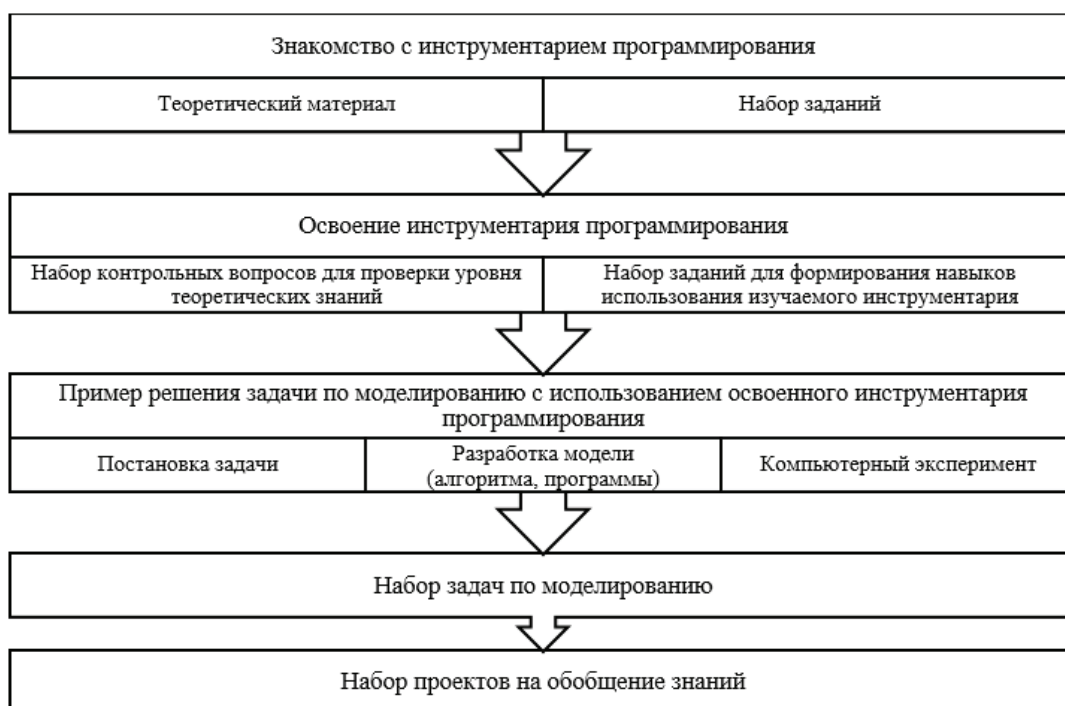 Знакомство с инструментарием программирования
Теоретический материал
Набор заданий
Освоение инструментария программирования
Набор контрольных вопросов для проверки уровня
теоретических знаний
Набор заданий для формирования навыков
использования изучаемого инструментария
Пример решения задачи по моделированию с использованием освоенного инструментария
программирования
Постановка задачи
Разработка модели
(алгоритма, программы)
Компьютерный эксперимент
Набор задач по моделированию
Набор проектов на обобщение знаний